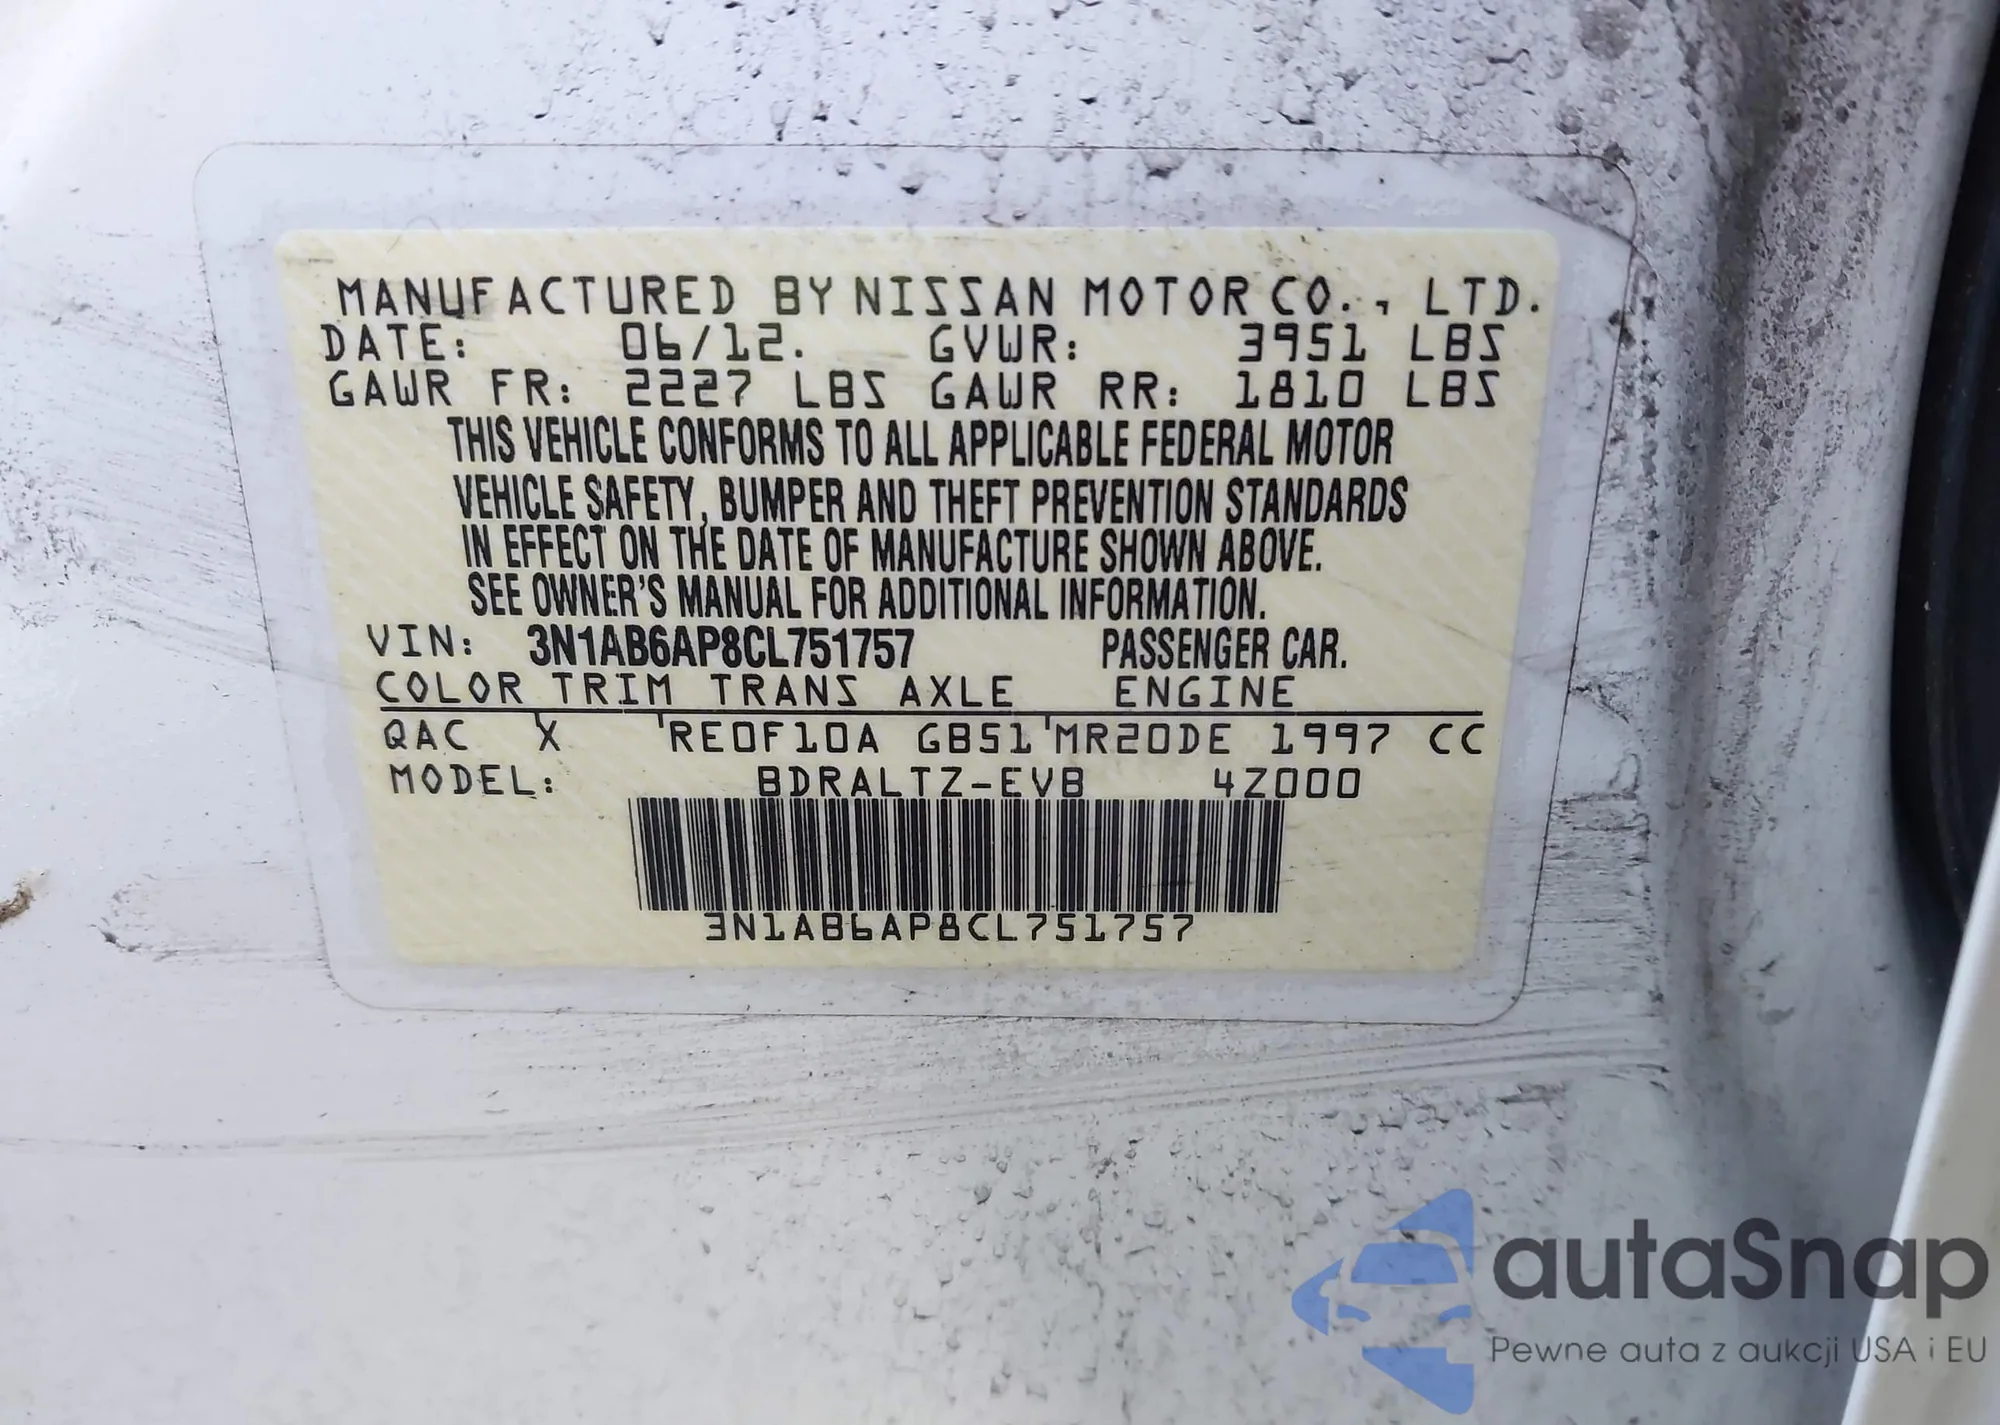 MANUFACTURED BY NISSAN MOTOR CO., LTD.
DATE: 06/12. GVWR: 3951 LBS
GAWR FR: 2227 LBS GAWR RR: 1810 LBS
THIS VEHICLE CONFORMS TO ALL APPLICABLE FEDERAL MOTOR
VEHICLE SAFETY, BUMPER AND THEFT PREVENTION STANDARDS
IN EFFECT ON THE DATE OF MANUFACTURE SHOWN ABOVE.
SEE OWNER'S MANUAL FOR ADDITIONAL INFORMATION.
VIN: 3N1AB6AP8CL751757 PASSENGER CAR.
COLOR TRIM TRANS AXLE ENGINE
QAC X RE0F10A GB51 MR20DE 1997 CC
MODEL: BDRALTZ-EVB 4Z000
3N1AB6AP8CL751757
autaSnap
Pewne auta z aukcji USA i EU